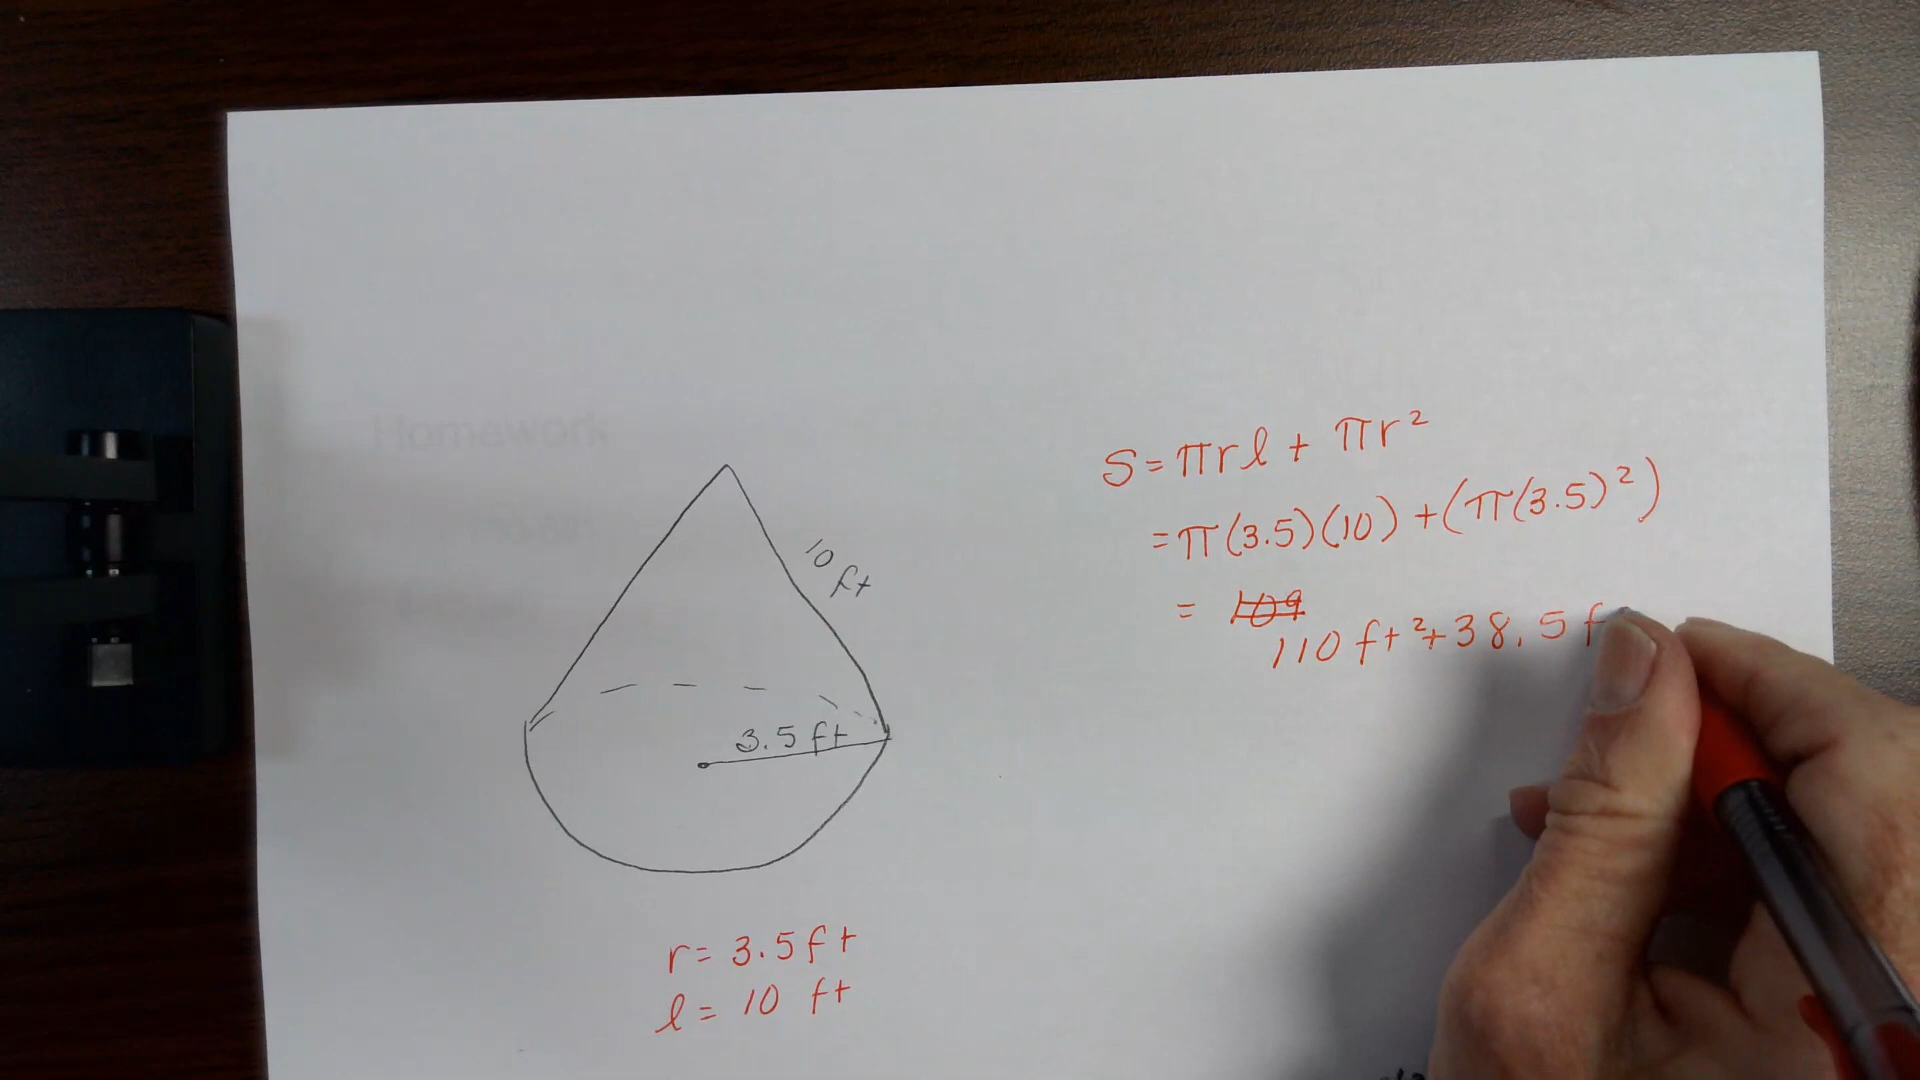 Homework
10 ft
3.5 ft
r = 3.5 ft
l = 10 ft
S = πrl + πr²
= π(3.5)(10) + (π(3.5)²)
= 109
110 ft² + 38.5 f